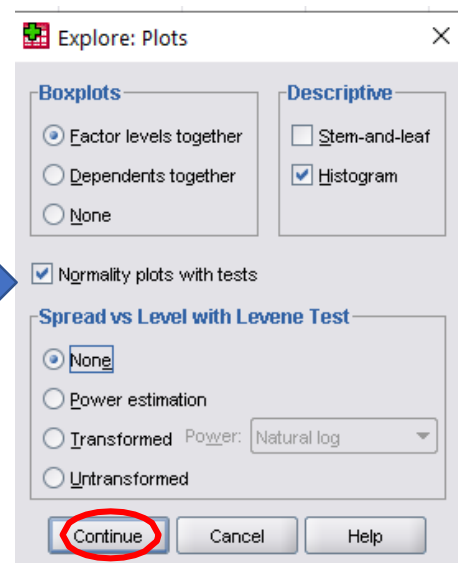 Explore: Plots
Boxplots
Factor levels together
Dependents together
None
Descriptive
Stem-and-leaf
Histogram
Normality plots with tests
Spread vs Level with Levene Test
None
Power estimation
Transformed Power: Natural log
Untransformed
Continue Cancel Help